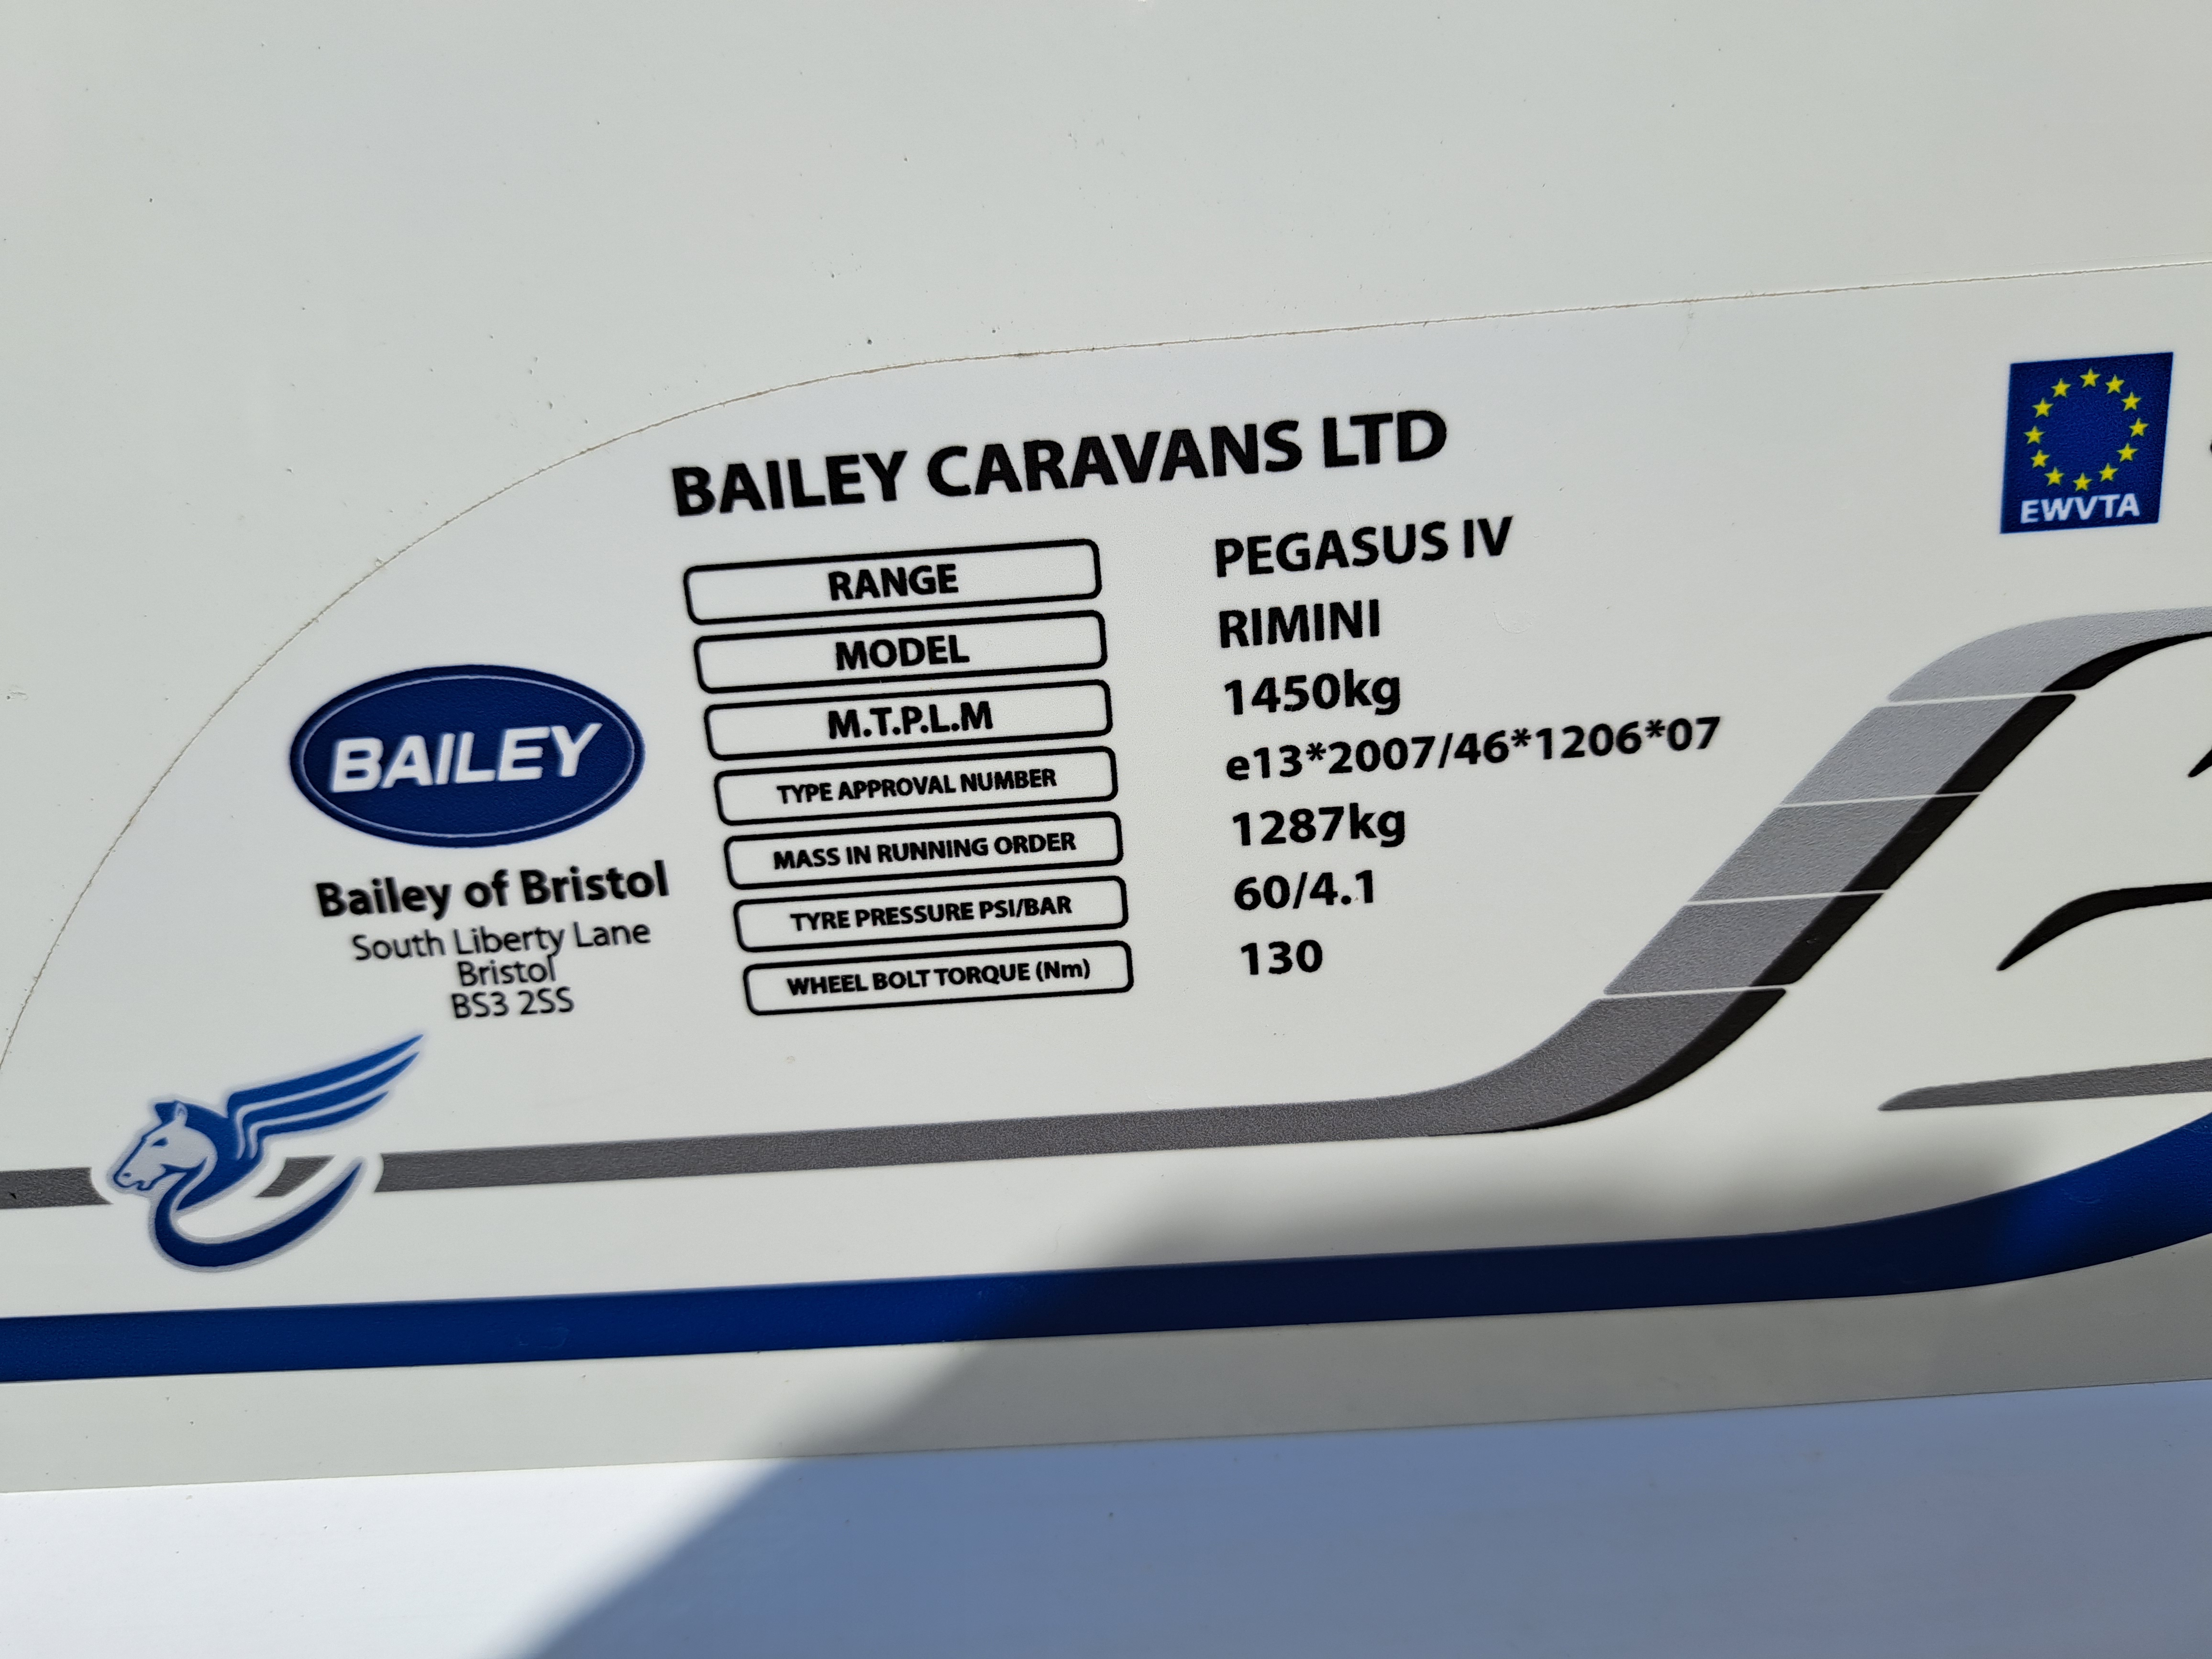 BAILEY CARAVANS LTD
RANGE PEGASUS IV
MODEL RIMINI
M.T.P.L.M 1450kg
TYPE APPROVAL NUMBER e13*2007/46*1206*07
MASS IN RUNNING ORDER 1287kg
TYRE PRESSURE PSI/BAR 60/4.1
WHEEL BOLT TORQUE (Nm) 130
BAILEY
Bailey of Bristol
South Liberty Lane
Bristol
BS3 2SS
EWVTA